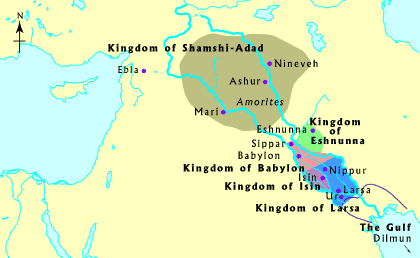 N
Kingdom of Shamshi-Adad
Ebla
Nineveh
Ashur
Amorites
Mari
Kingdom
of
Eshnunna
Eshnunna
Sippar
Babylon
Kingdom of Babylon
Nippur
Isin
Kingdom of Isin
Larsa
Ur
Kingdom of Larsa
The Gulf
Dilmun